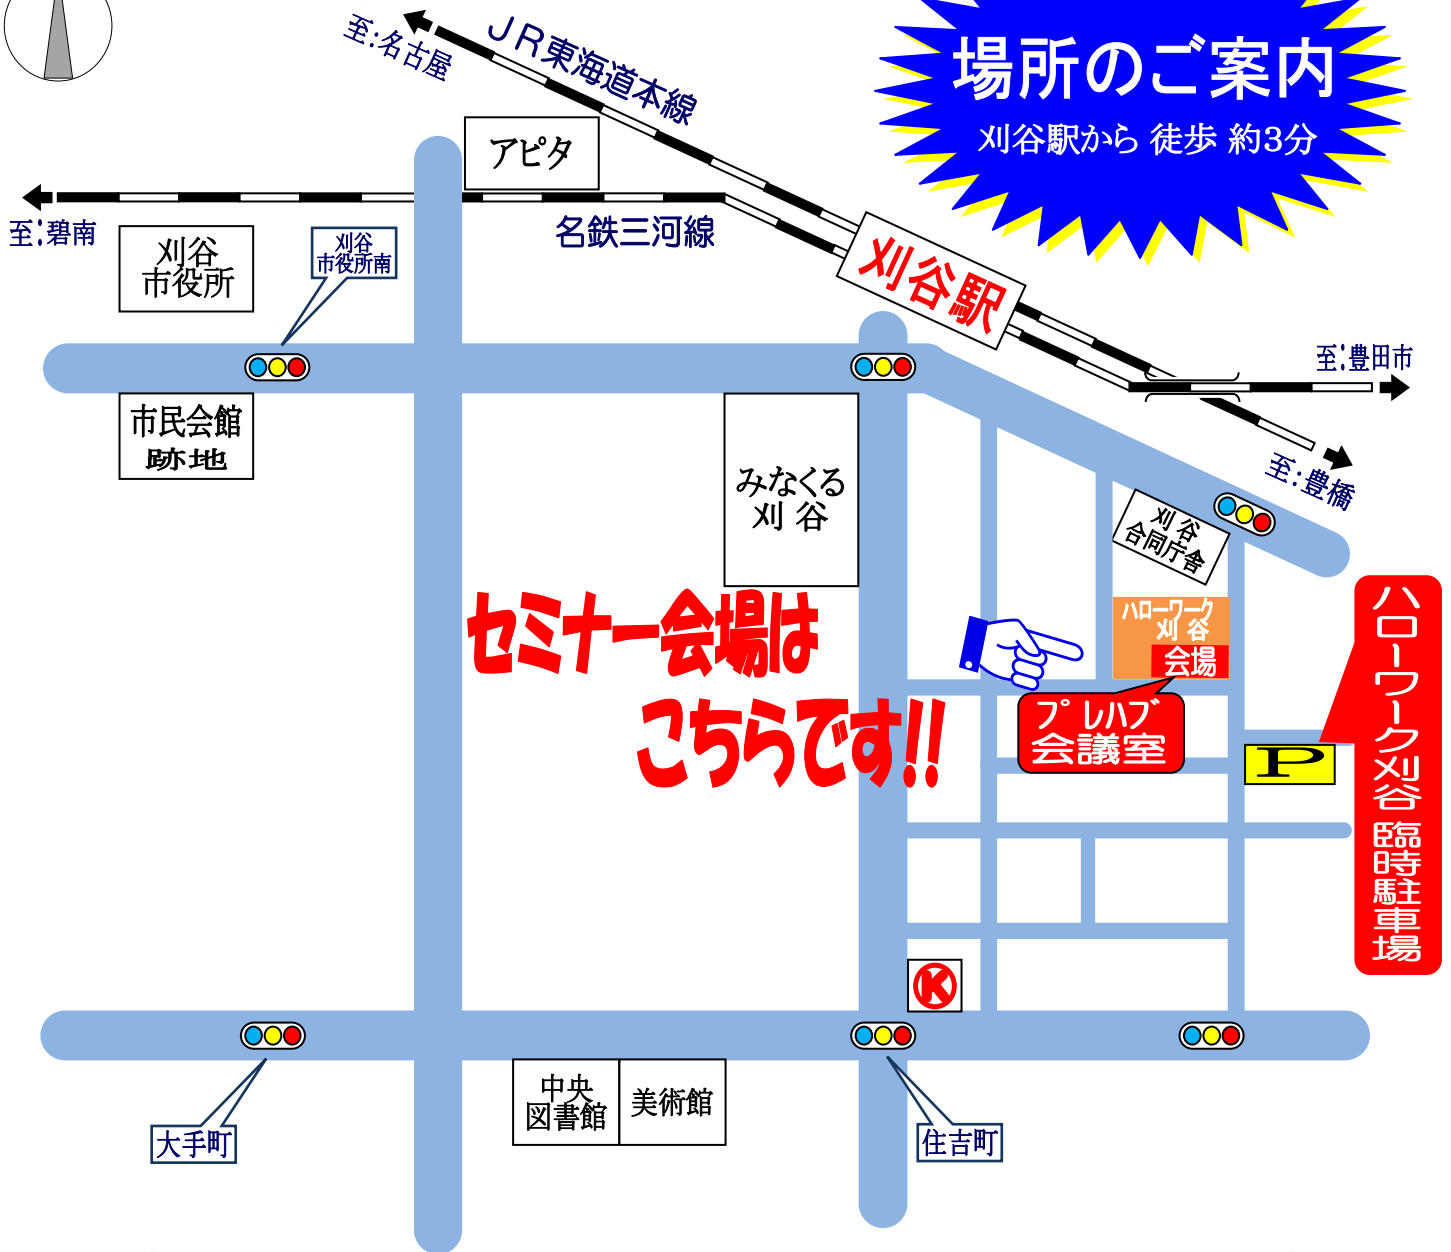 至:名古屋
JR東海道本線
場所のご案内
刈谷駅から 徒歩 約3分
アピタ
至:碧南
名鉄三河線
刈谷
市役所
刈谷
市役所南
刈谷駅
至:豊田市
至:豊橋
市民会館
跡地
みなくる
刈 谷
刈 谷
合同庁舎
セミナー会場は
こちらです!!
ハローワーク
刈 谷
会場
プレハブ
会議室
P
ハローワーク刈谷 臨時駐車場
K
中央
図書館
美術館
大手町
住吉町